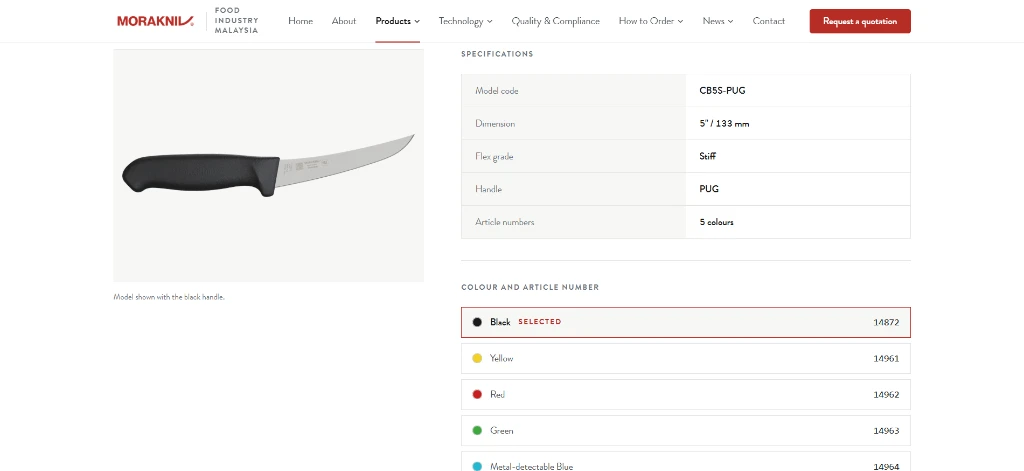 MORAKNIV
FOOD
INDUSTRY
MALAYSIA
Home
About
Products
Technology
Quality & Compliance
How to Order
News
Contact
Request a quotation
SPECIFICATIONS
Model code
CB5S-PUG
Dimension
5" / 133 mm
Flex grade
Stiff
Handle
PUG
Article numbers
5 colours
Model shown with the black handle.
COLOUR AND ARTICLE NUMBER
Black SELECTED
14872
Yellow
14961
Red
14962
Green
14963
Metal-detectable Blue
14964